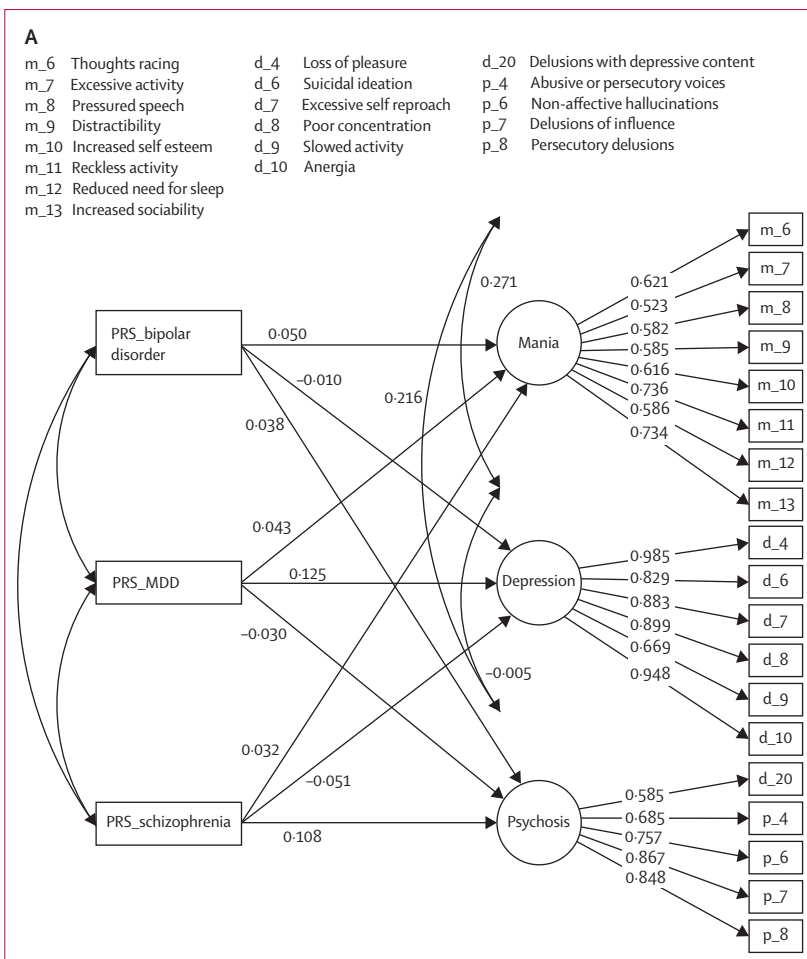 A
m_6 Thoughts racing
m_7 Excessive activity
m_8 Pressured speech
m_9 Distractibility
m_10 Increased self esteem
m_11 Reckless activity
m_12 Reduced need for sleep
m_13 Increased sociability
d_4 Loss of pleasure
d_6 Suicidal ideation
d_7 Excessive self reproach
d_8 Poor concentration
d_9 Slowed activity
d_10 Anergia
d_20 Delusions with depressive content
p_4 Abusive or persecutory voices
p_6 Non-affective hallucinations
p_7 Delusions of influence
p_8 Persecutory delusions
PRS_bipolar
disorder
PRS_MDD
PRS_schizophrenia
0·050
–0·010
0·038
0·043
0·125
–0·030
0·032
–0·051
0·108
0·271
0·216
–0·005
Mania
Depression
Psychosis
0·621
0·523
0·582
0·585
0·616
0·736
0·586
0·734
0·985
0·829
0·883
0·899
0·669
0·948
0·585
0·685
0·757
0·867
0·848
m_6
m_7
m_8
m_9
m_10
m_11
m_12
m_13
d_4
d_6
d_7
d_8
d_9
d_10
d_20
p_4
p_6
p_7
p_8